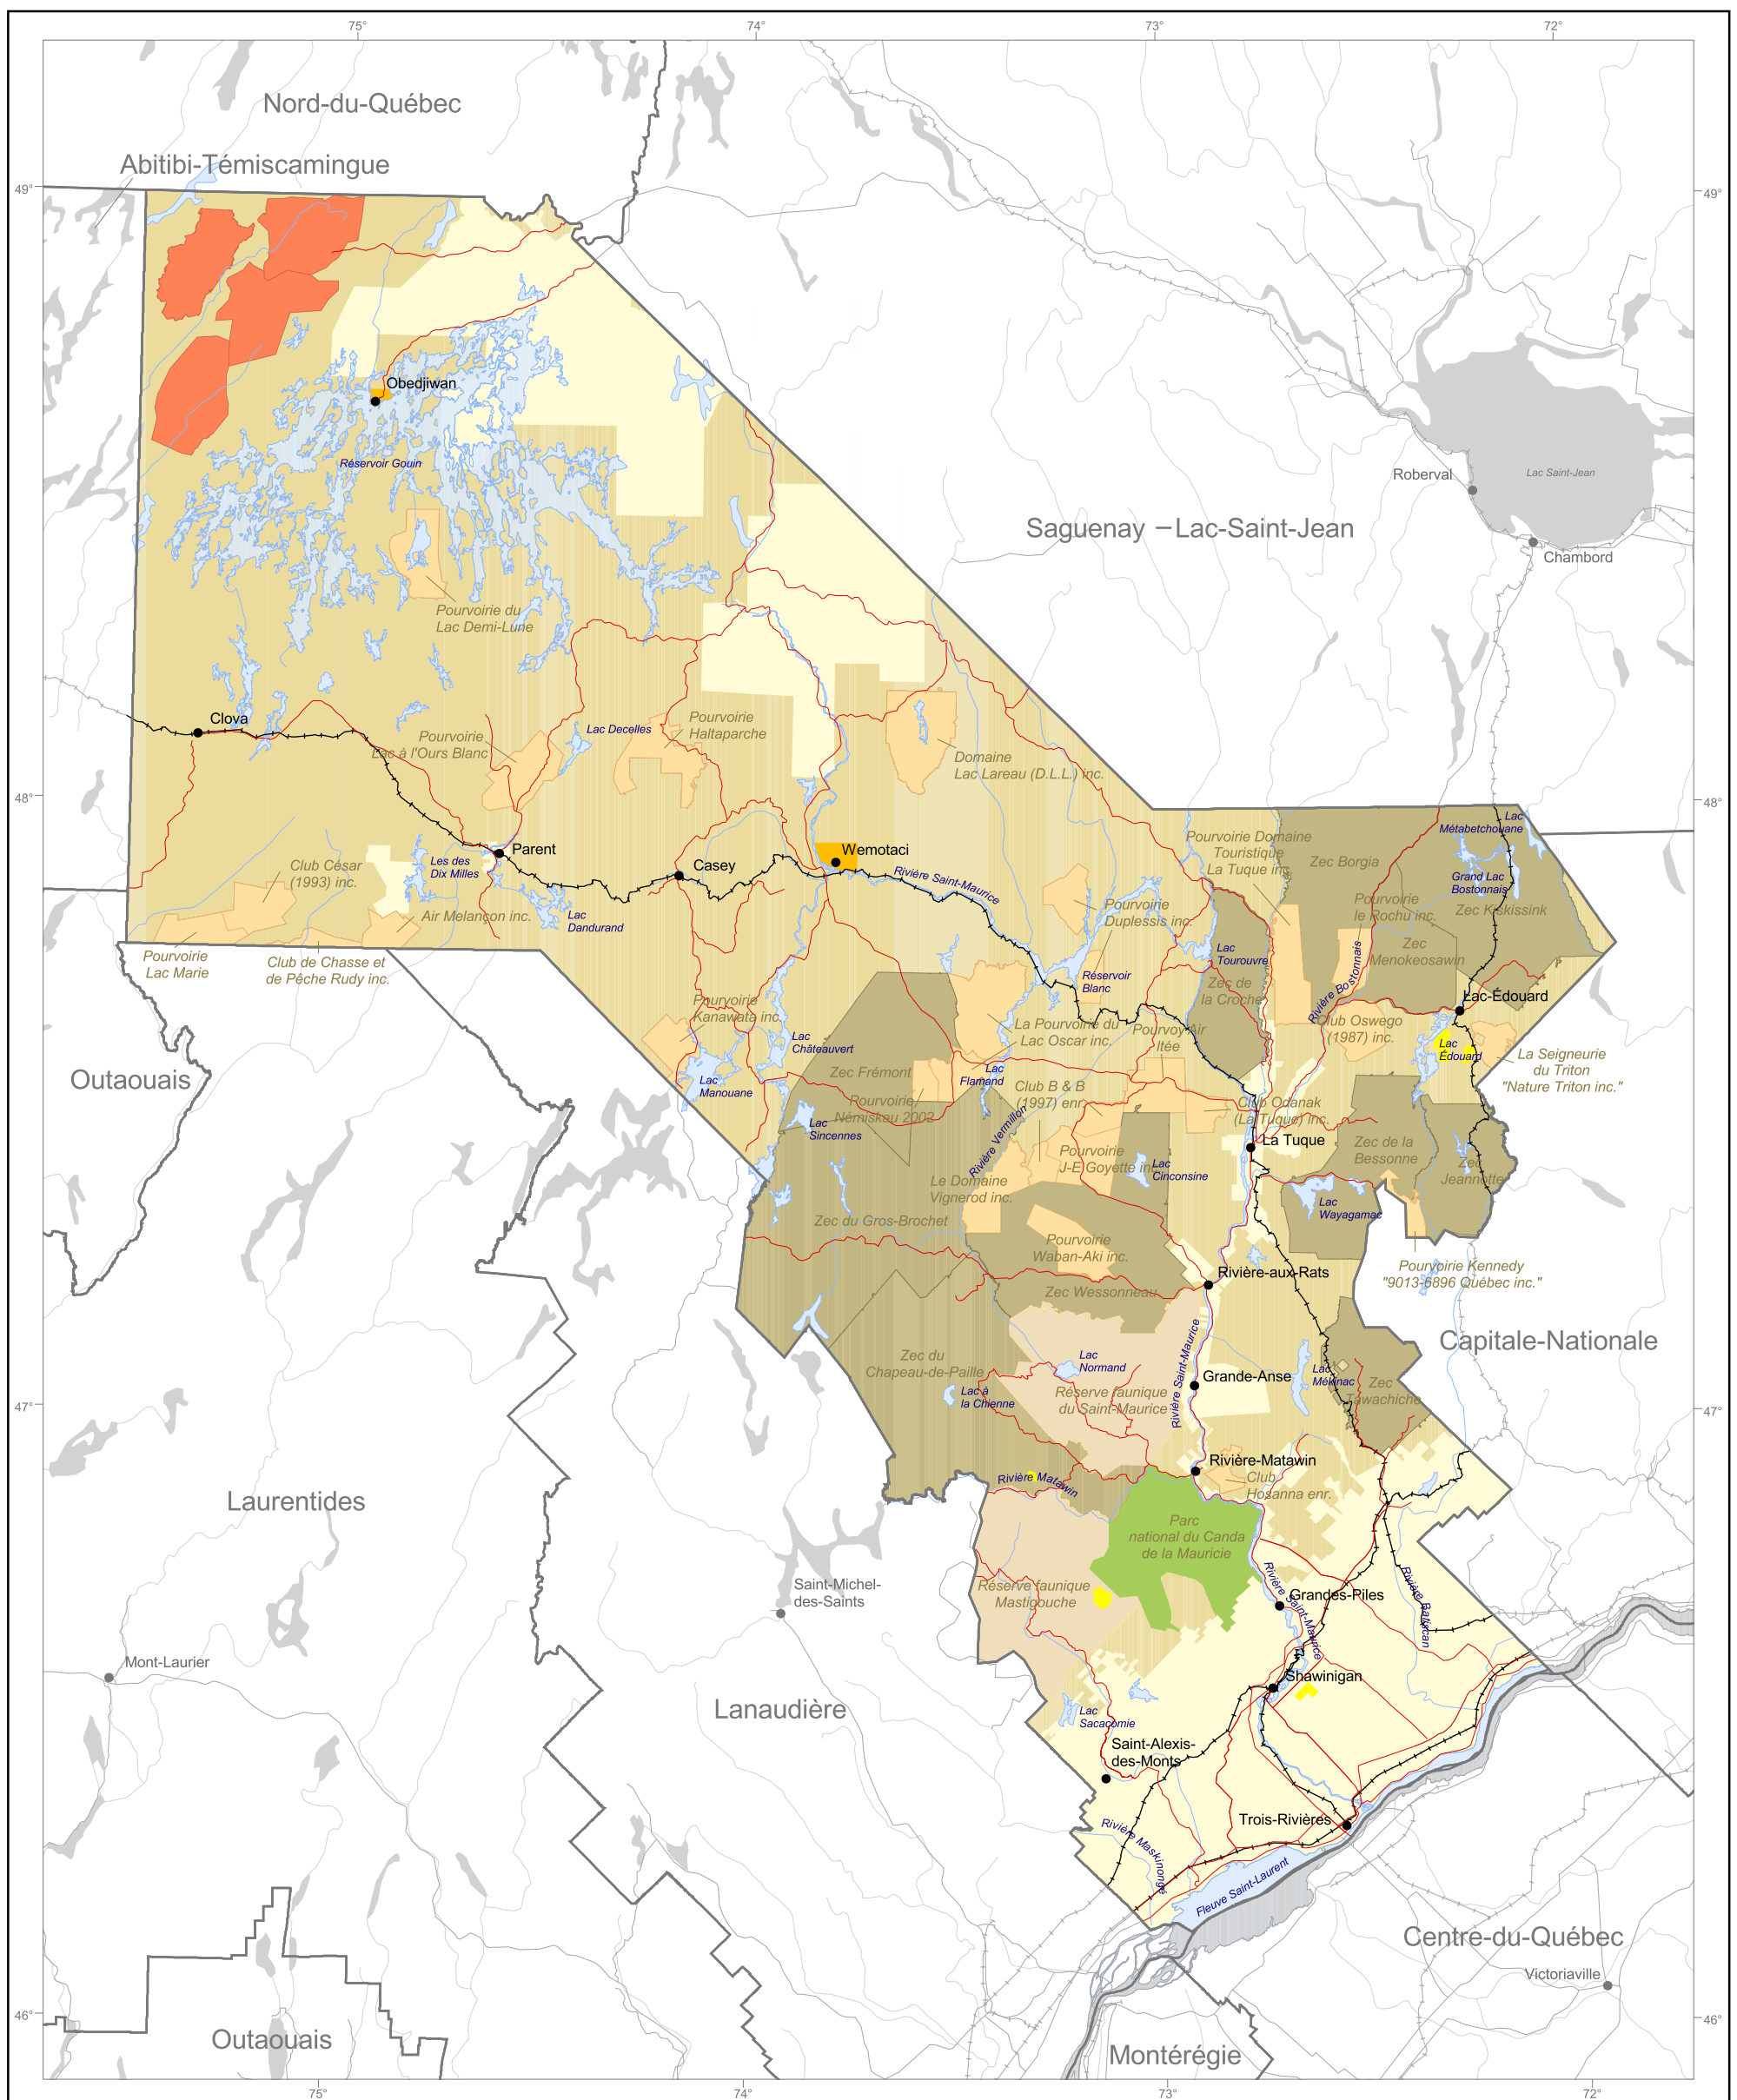 75°
74°
73°
72°
Nord-du-Québec
Abitibi-Témiscamingue
49°
49°
Obedjiwan
Réservoir Gouin
Roberval
Lac Saint-Jean
Saguenay –Lac-Saint-Jean
Chambord
Pourvoirie du
Lac Demi-Lune
Clova
Lac Decelles
Pourvoirie
Haltaparche
Pourvoirie
Lac à l'Ours Blanc
Domaine
Lac Lareau (D.L.L.) inc.
48°
48°
Lac
Métabetchouane
Pourvoirie Domaine
Touristique
La Tuque inc.
Zec Borgia
Parent
Wemotaci
Casey
Les des
Dix Milles
Club César
(1993) inc.
Rivière Saint-Maurice
Grand Lac
Bostonnais
Zec Kiskissink
Pourvoirie
le Rochu inc.
Pourvoirie
Duplessis inc.
Air Melançon inc.
Lac
Dandurand
Zec
Menokeosawin
Lac
Tourouvre
Pourvoirie
Lac Marie
Club de Chasse et
de Pêche Rudy inc.
Réservoir
Blanc
Zec de
la Croche
Rivière Bostonnais
Lac-Édouard
Pourvoirie
Kanawata inc.
La Pourvoirie du
Lac Oscar inc.
Pourvoy'Air
ltée
Club Oswego
(1987) inc.
Lac
Édouard
Lac
Châteauvert
La Seigneurie
du Triton
"Nature Triton inc."
Outaouais
Zec Frémont
Lac
Flamand
Lac
Manouane
Club B & B
(1997) enr.
Pourvoirie
Némiskau 2002
Club Odanak
(La Tuque) inc.
Lac
Sincennes
Rivière Vermillon
La Tuque
Zec de la
Bessonne
Pourvoirie
J-E Goyette inc.
Lac
Cinconsine
Zec
Jeannotte
Le Domaine
Vignerod inc.
Lac
Wayagamac
Zec du Gros-Brochet
Pourvoirie
Waban-Aki inc.
Pourvoirie Kennedy
"9013-6896 Québec inc."
Rivière-aux-Rats
Zec Wessonneau
Capitale-Nationale
Rivière Saint-Maurice
Zec du
Chapeau-de-Paille
Lac
Normand
Lac
Mékinac
Grande-Anse
Zec
Tawachiche
Lac à
la Chienne
Réserve faunique
du Saint-Maurice
47°
47°
Rivière-Matawin
Rivière Matawin
Club
Hosanna enr.
Laurentides
Parc
national du Canda
de la Mauricie
Saint-Michel-
des-Saints
Réserve faunique
Mastigouche
Rivière Saint-Maurice
Grandes-Piles
Rivière Batiscan
Mont-Laurier
Shawinigan
Lanaudière
Lac
Sacacomie
Saint-Alexis-
des-Monts
Trois-Rivières
Rivière Maskinongé
Fleuve Saint-Laurent
Centre-du-Québec
Victoriaville
46°
46°
Outaouais
Montérégie
75°
74°
73°
72°